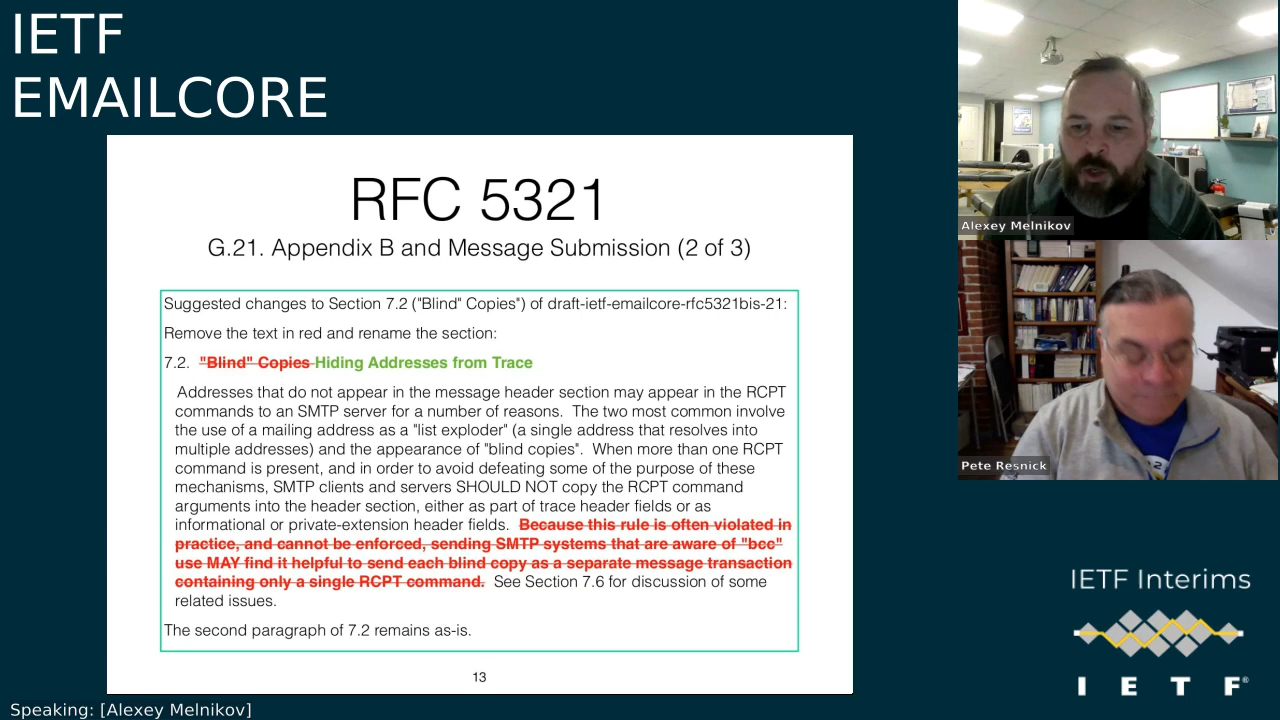 IETF
EMAILCORE
RFC 5321
G.21. Appendix B and Message Submission (2 of 3)
Suggested changes to Section 7.2 ("Blind" Copies") of draft-ietf-emailcore-rfc5321bis-21:
Remove the text in red and rename the section:
7.2. "Blind" Copies Hiding Addresses from Trace
Addresses that do not appear in the message header section may appear in the RCPT
commands to an SMTP server for a number of reasons. The two most common involve
the use of a mailing address as a "list exploder" (a single address that resolves into
multiple addresses) and the appearance of "blind copies". When more than one RCPT
command is present, and in order to avoid defeating some of the purpose of these
mechanisms, SMTP clients and servers SHOULD NOT copy the RCPT command
arguments into the header section, either as part of trace header fields or as
informational or private-extension header fields. Because this rule is often violated in
practice, and cannot be enforced, sending SMTP systems that are aware of "bcc"
use MAY find it helpful to send each blind copy as a separate message transaction
containing only a single RCPT command. See Section 7.6 for discussion of some
related issues.
The second paragraph of 7.2 remains as-is.
13
Alexey Melnikov
Pete Resnick
IETF Interims
I E T F®
Speaking: [Alexey Melnikov]